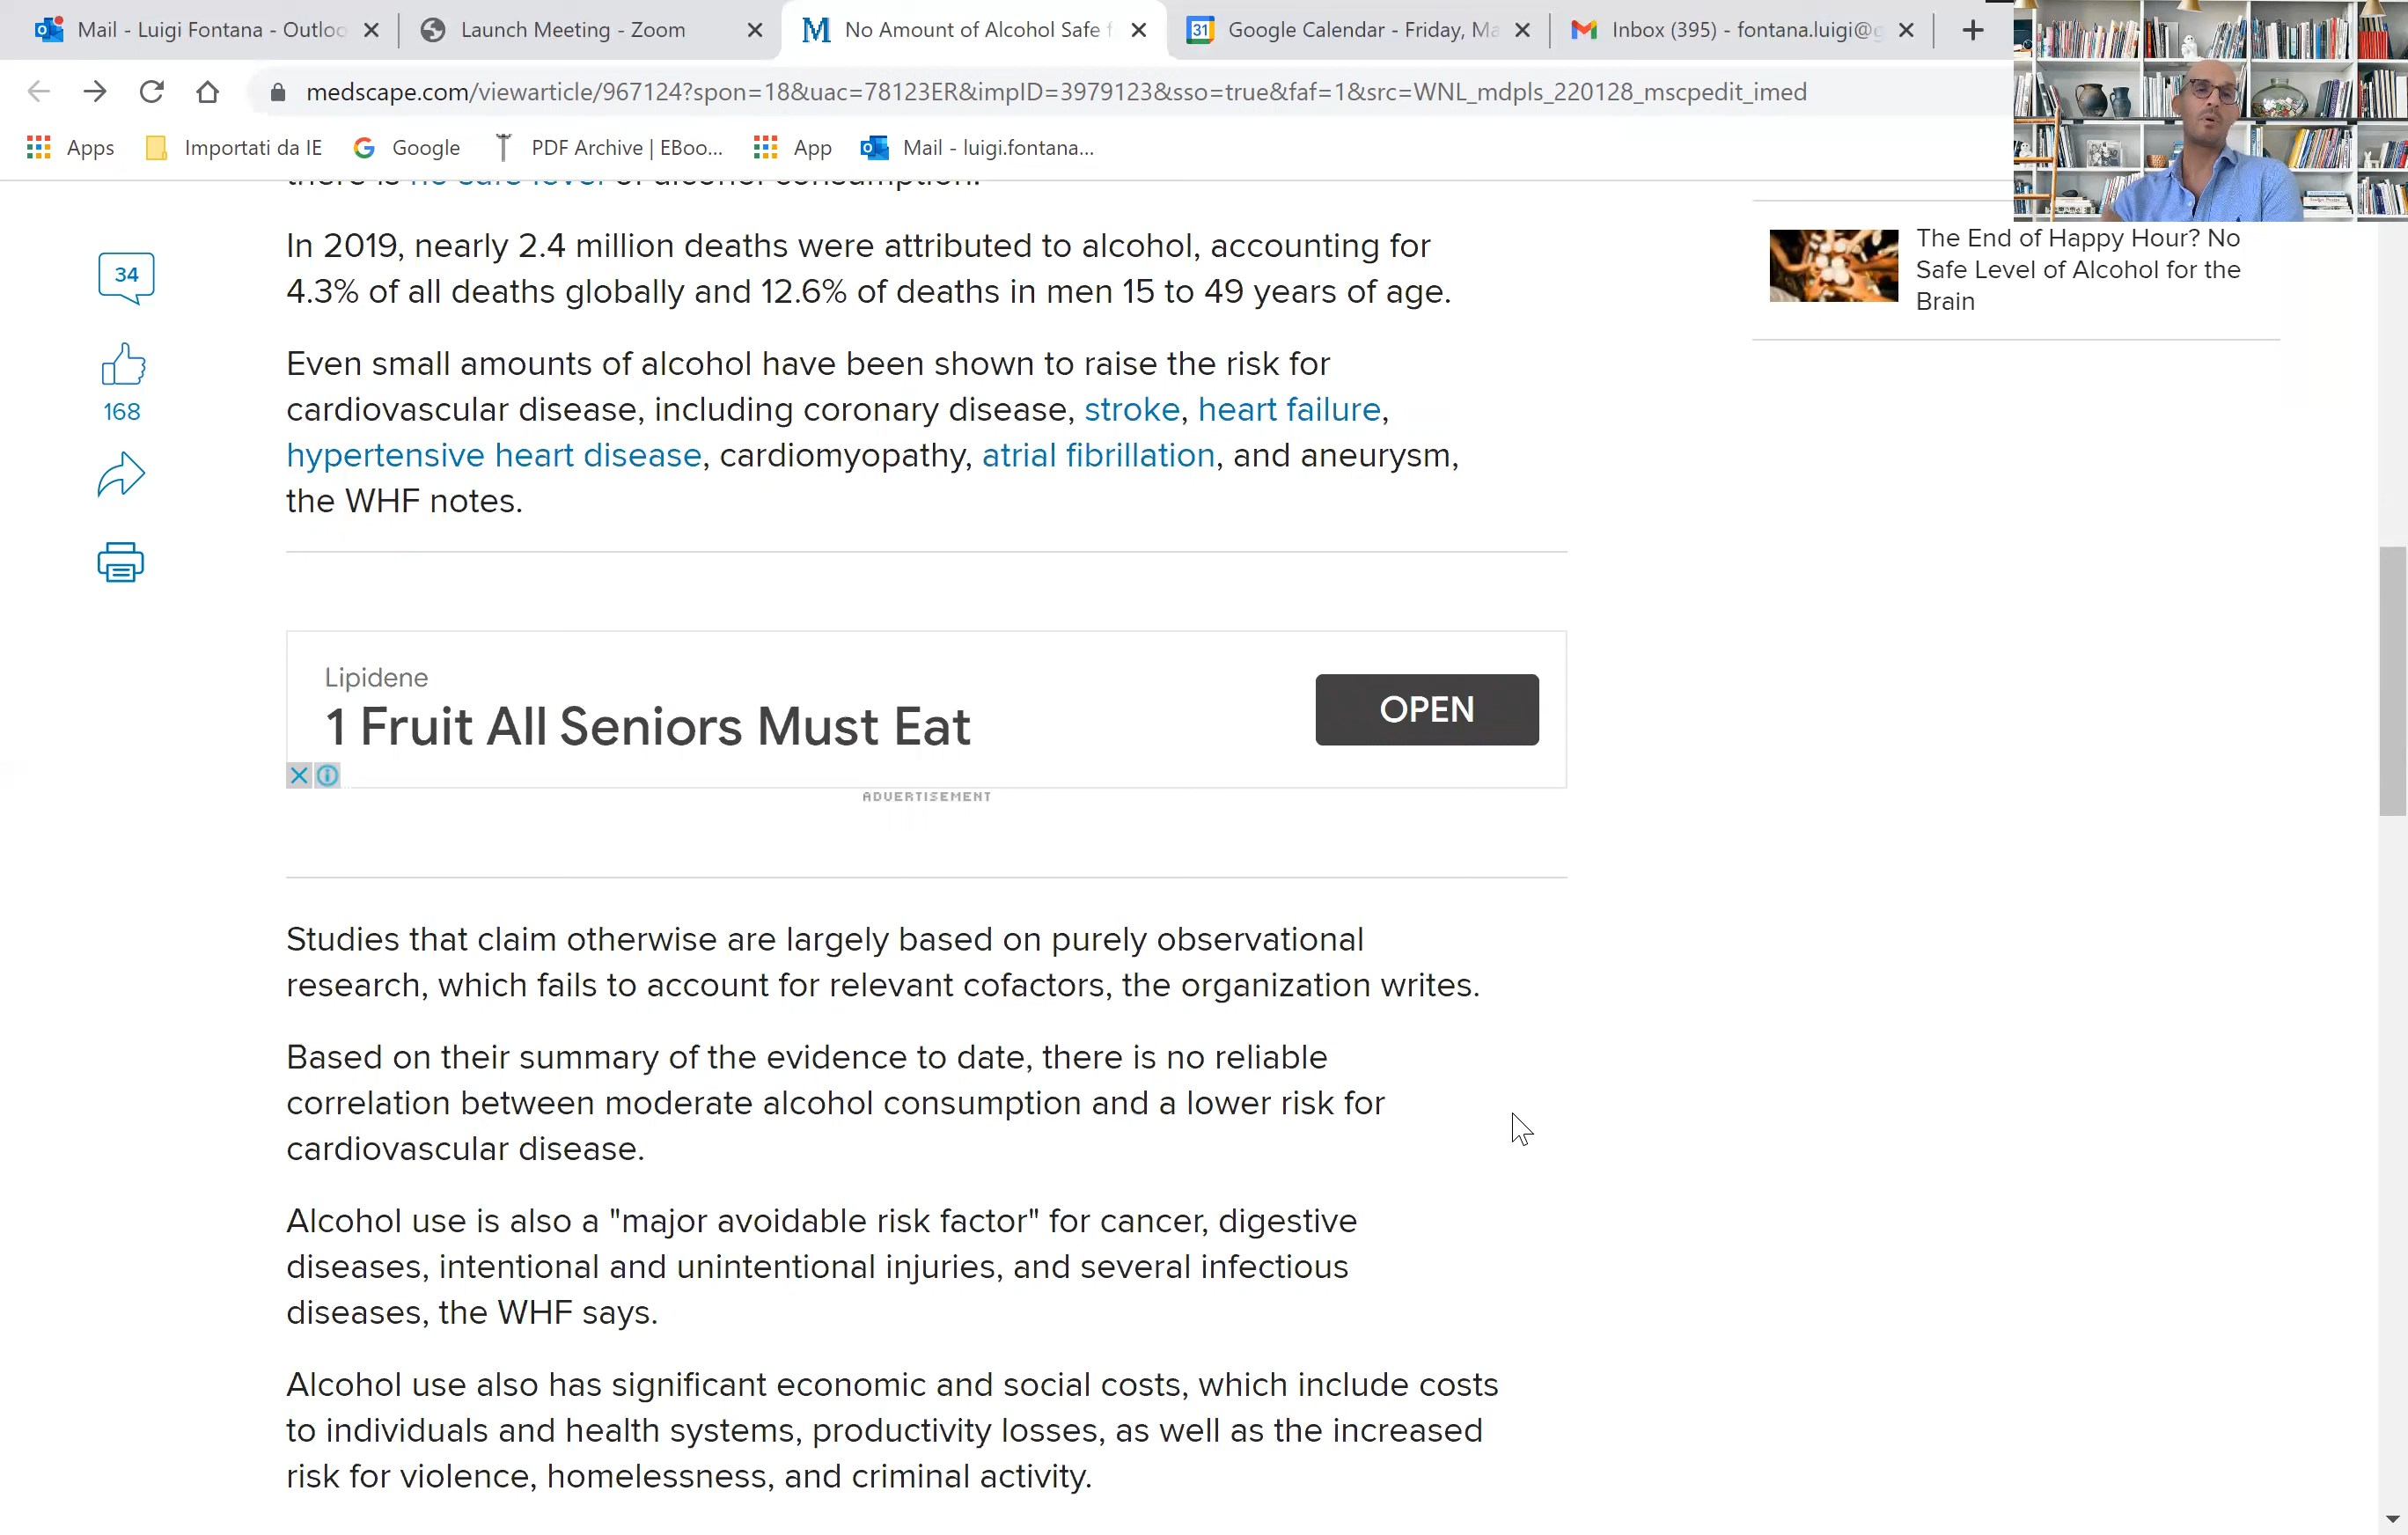 Mail - Luigi Fontana - Outloo
Launch Meeting - Zoom
No Amount of Alcohol Safe f
31
Google Calendar - Friday, Ma
Inbox (395) - fontana.luigi@g
medscape.com/viewarticle/967124?spon=18&uac=78123ER&impID=3979123&sso=true&faf=1&src=WNL_mdpls_220128_mscpedit_imed
Apps
Importati da IE
Google
PDF Archive | EBoo...
App
Mail - luigi.fontana...
there is no safe level of alcohol consumption.
34
168
In 2019, nearly 2.4 million deaths were attributed to alcohol, accounting for
4.3% of all deaths globally and 12.6% of deaths in men 15 to 49 years of age.
Even small amounts of alcohol have been shown to raise the risk for
cardiovascular disease, including coronary disease, stroke, heart failure,
hypertensive heart disease, cardiomyopathy, atrial fibrillation, and aneurysm,
the WHF notes.
The End of Happy Hour? No
Safe Level of Alcohol for the
Brain
Lipidene
1 Fruit All Seniors Must Eat
OPEN
ADVERTISEMENT
Studies that claim otherwise are largely based on purely observational
research, which fails to account for relevant cofactors, the organization writes.
Based on their summary of the evidence to date, there is no reliable
correlation between moderate alcohol consumption and a lower risk for
cardiovascular disease.
Alcohol use is also a "major avoidable risk factor" for cancer, digestive
diseases, intentional and unintentional injuries, and several infectious
diseases, the WHF says.
Alcohol use also has significant economic and social costs, which include costs
to individuals and health systems, productivity losses, as well as the increased
risk for violence, homelessness, and criminal activity.